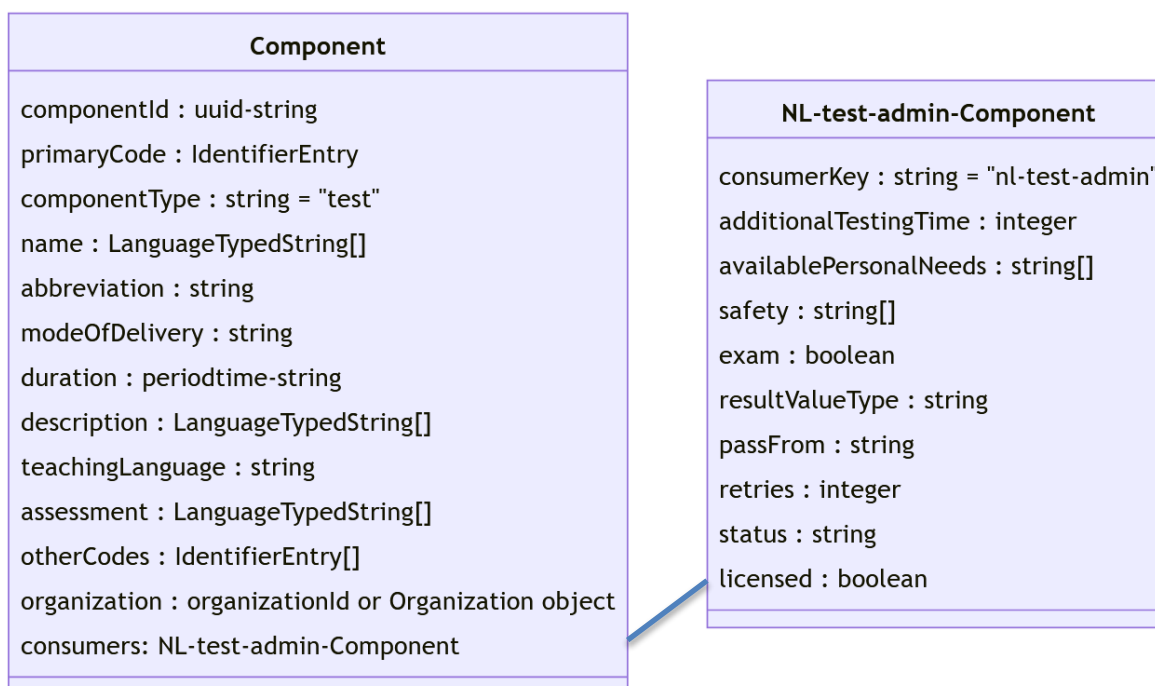 Component
componentId : uuid-string
primaryCode : IdentifierEntry
componentType : string = "test"
name : LanguageTypedString[]
abbreviation : string
modeOfDelivery : string
duration : periodtime-string
description : LanguageTypedString[]
teachingLanguage : string
assessment : LanguageTypedString[]
otherCodes : IdentifierEntry[]
organization : organizationId or Organization object
consumers: NL-test-admin-Component
NL-test-admin-Component
consumerKey : string = "nl-test-admin"
additionalTestingTime : integer
availablePersonalNeeds : string[]
safety : string[]
exam : boolean
resultValueType : string
passFrom : string
retries : integer
status : string
licensed : boolean